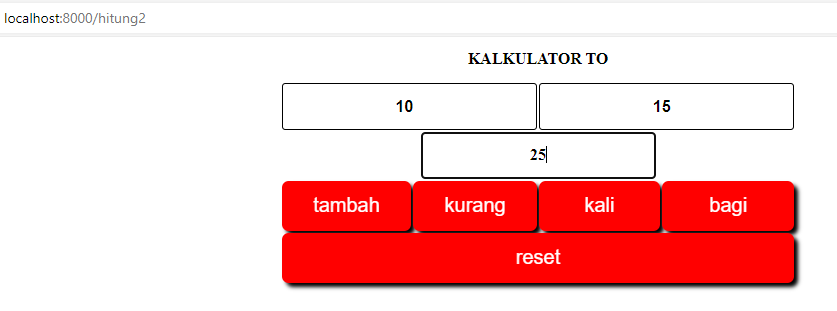 localhost:8000/hitung2
KALKULATOR TO
10 15
25
tambah kurang kali bagi
reset